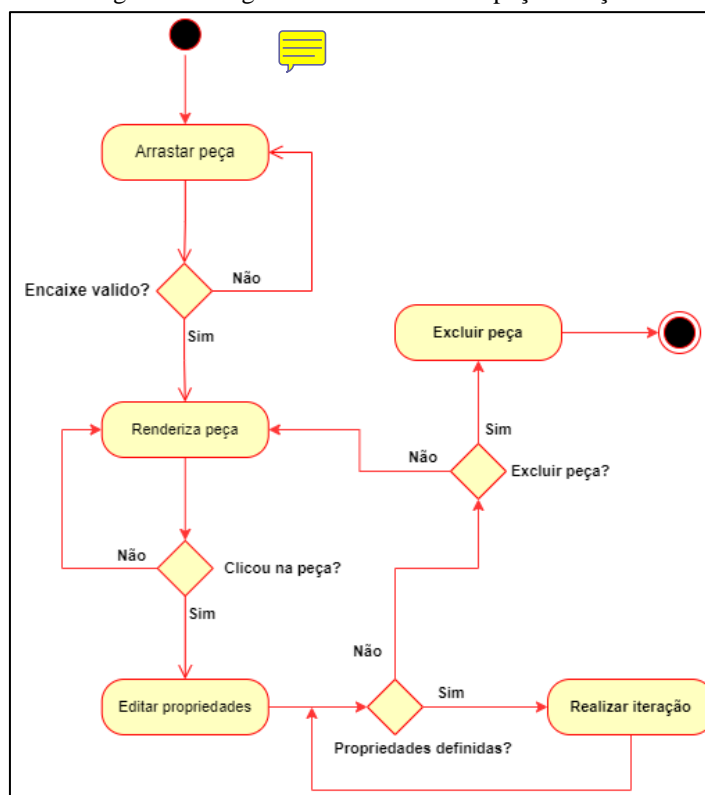 Arrastar peça
Não
Encaixe valido?
Sim
Excluir peça
Renderiza peça
Sim
Não
Excluir peça?
Não
Clicou na peça?
Sim
Não
Editar propriedades
Sim
Realizar iteração
Propriedades definidas?